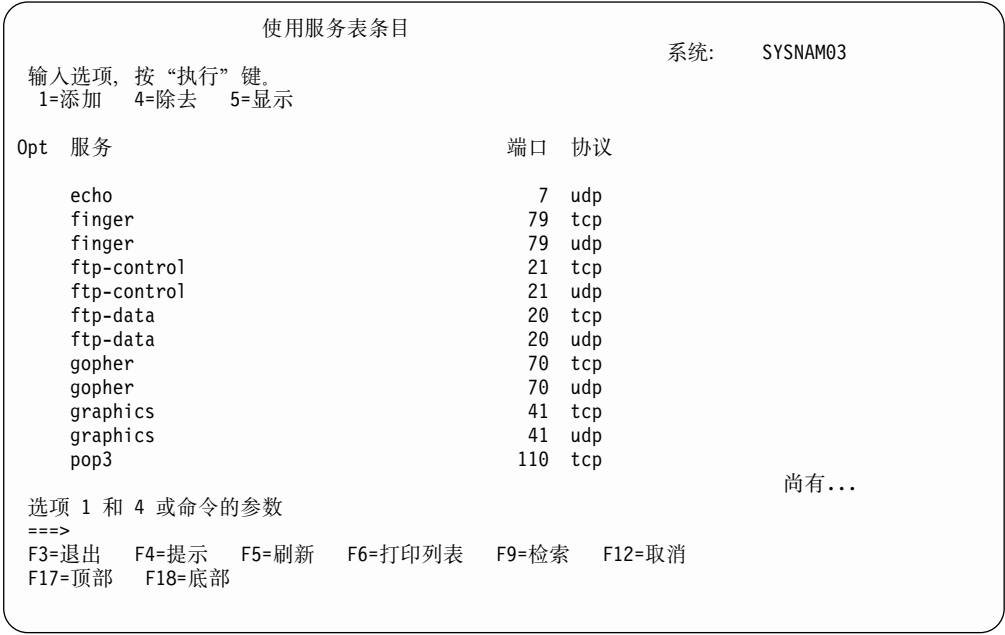 使用服务表条目
系统: SYSNAM03
输入选项, 按“执行”键。
1=添加 4=除去 5=显示
Opt 服务 端口 协议
echo 7 udp
finger 79 tcp
finger 79 udp
ftp-control 21 tcp
ftp-control 21 udp
ftp-data 20 tcp
ftp-data 20 udp
gopher 70 tcp
gopher 70 udp
graphics 41 tcp
graphics 41 udp
pop3 110 tcp
尚有...
选项 1 和 4 或命令的参数
===>
F3=退出 F4=提示 F5=刷新 F6=打印列表 F9=检索 F12=取消
F17=顶部 F18=底部